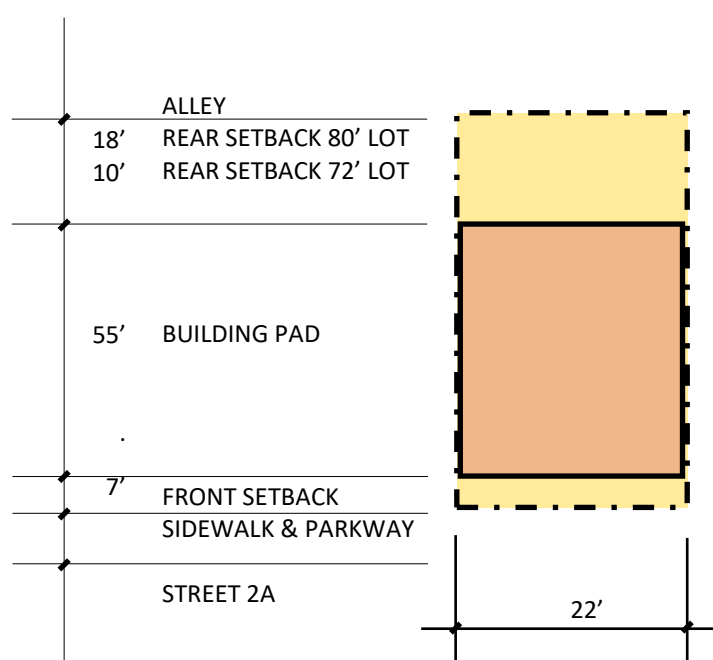 ALLEY
18’ REAR SETBACK 80’ LOT
10’ REAR SETBACK 72’ LOT
55’ BUILDING PAD
.
7’ FRONT SETBACK
SIDEWALK & PARKWAY
STREET 2A
22’